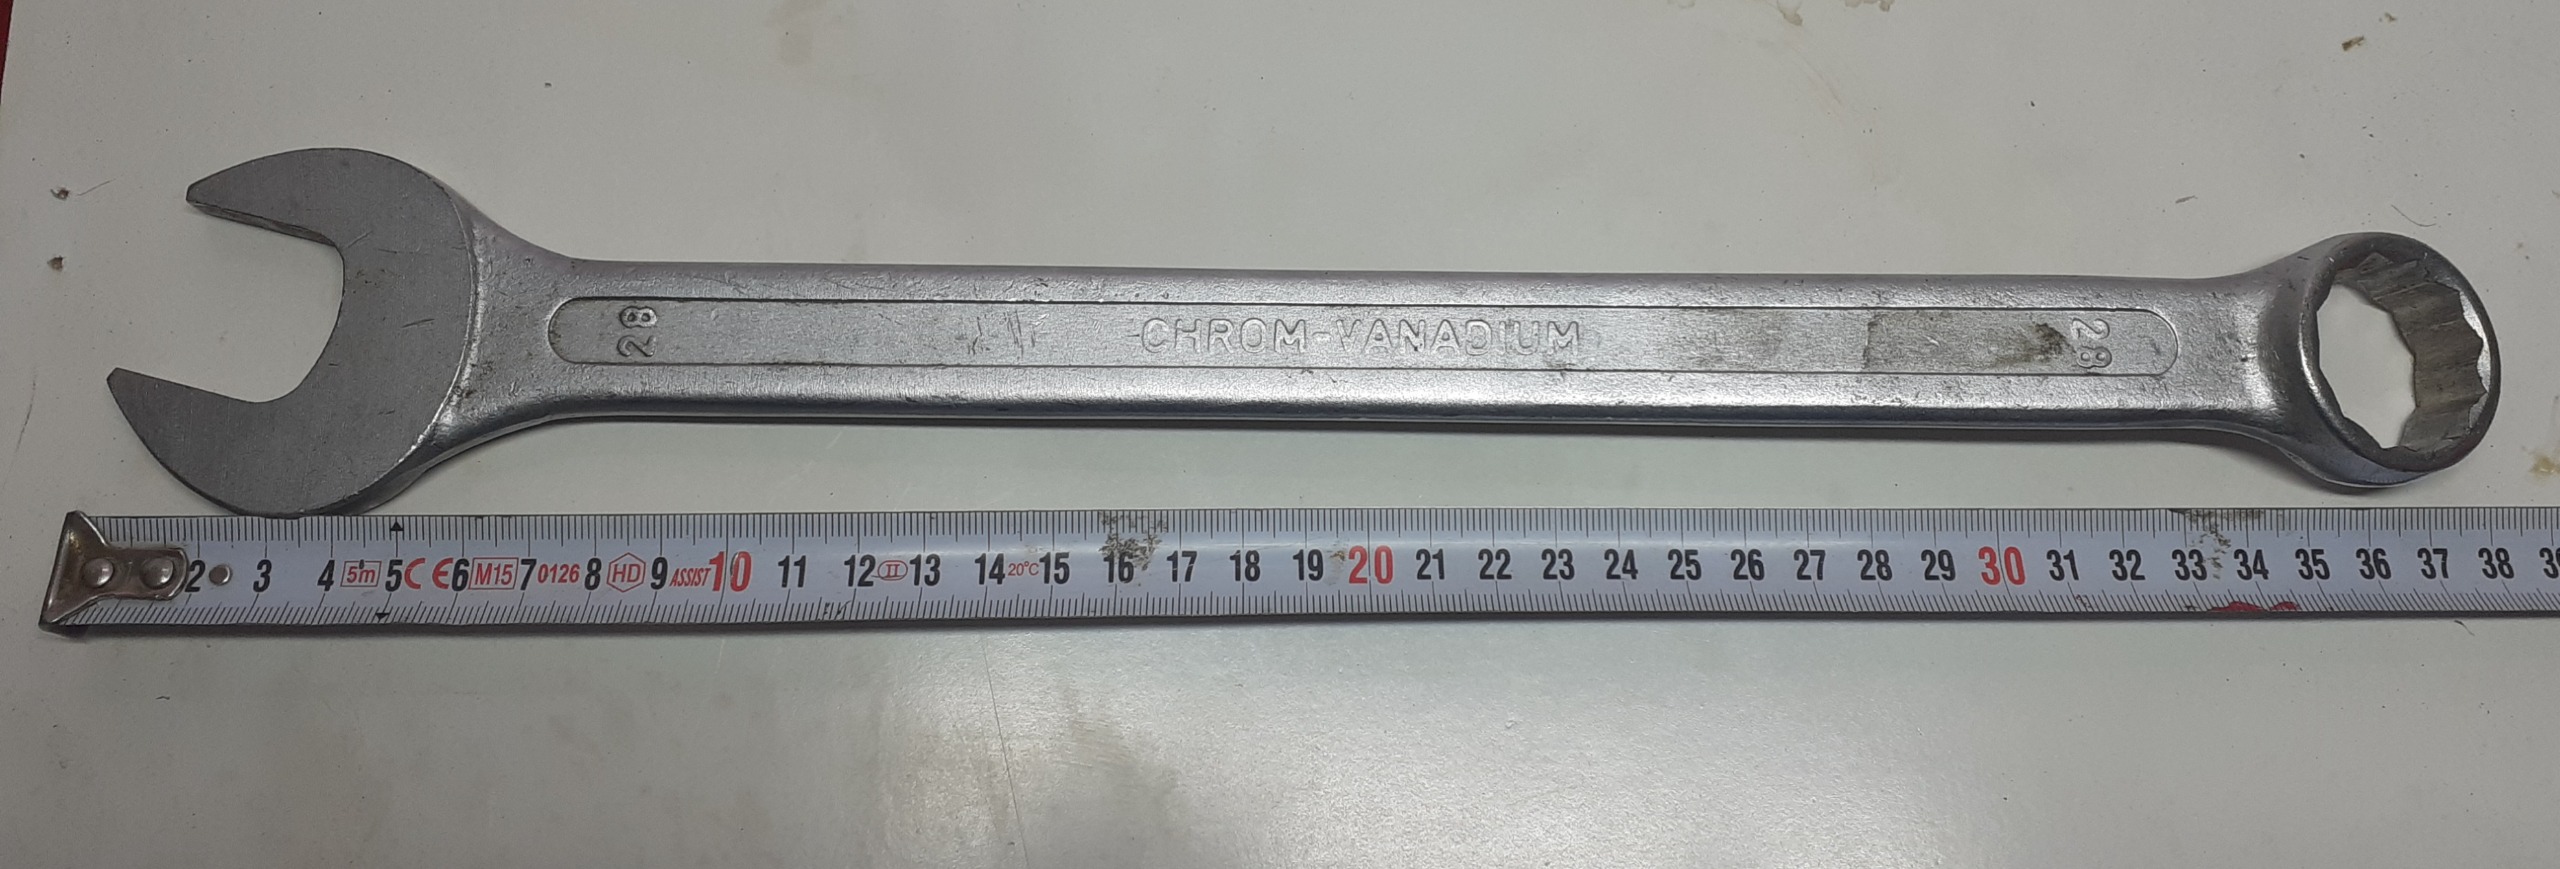 28
CHROM-VANADIUM
28
2 3 4 5m 5 CE 6 M15 7 0126 8 HD 9 ASSIST 10 11 12 II 13 14 20°C 15 16 17 18 19 20 21 22 23 24 25 26 27 28 29 30 31 32 33 34 35 36 37 38